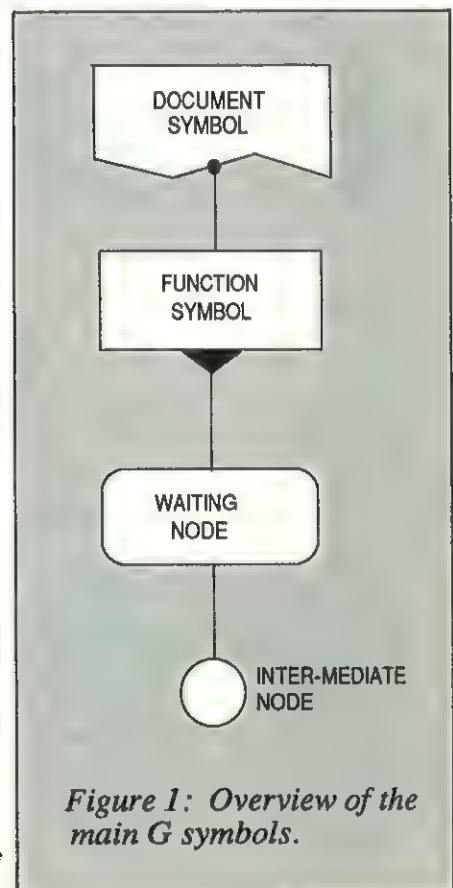 DOCUMENT
SYMBOL
FUNCTION
SYMBOL
WAITING
NODE
INTER-MEDIATE
NODE
Figure 1: Overview of the
main G symbols.